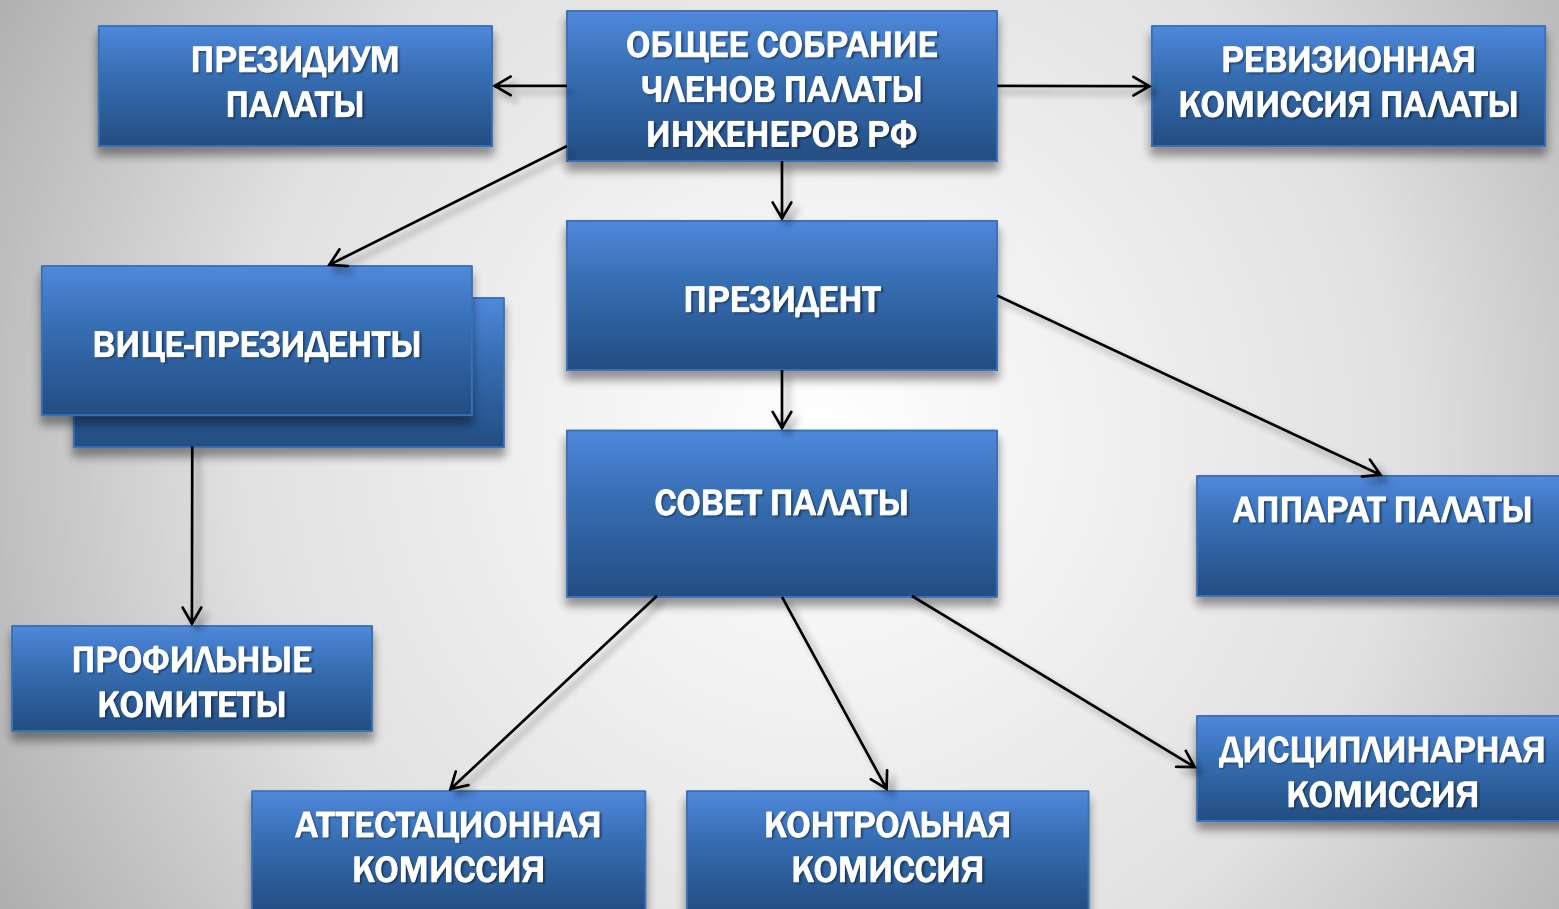 ПРЕЗИДИУМ
ПАЛАТЫ
ОБЩЕЕ СОБРАНИЕ
ЧЛЕНОВ ПАЛАТЫ
ИНЖЕНЕРОВ РФ
РЕВИЗИОННАЯ
КОМИССИЯ ПАЛАТЫ
ВИЦЕ-ПРЕЗИДЕНТЫ
ПРЕЗИДЕНТ
СОВЕТ ПАЛАТЫ
АППАРАТ ПАЛАТЫ
ПРОФИЛЬНЫЕ
КОМИТЕТЫ
АТТЕСТАЦИОННАЯ
КОМИССИЯ
КОНТРОЛЬНАЯ
КОМИССИЯ
ДИСЦИПЛИНАРНАЯ
КОМИССИЯ